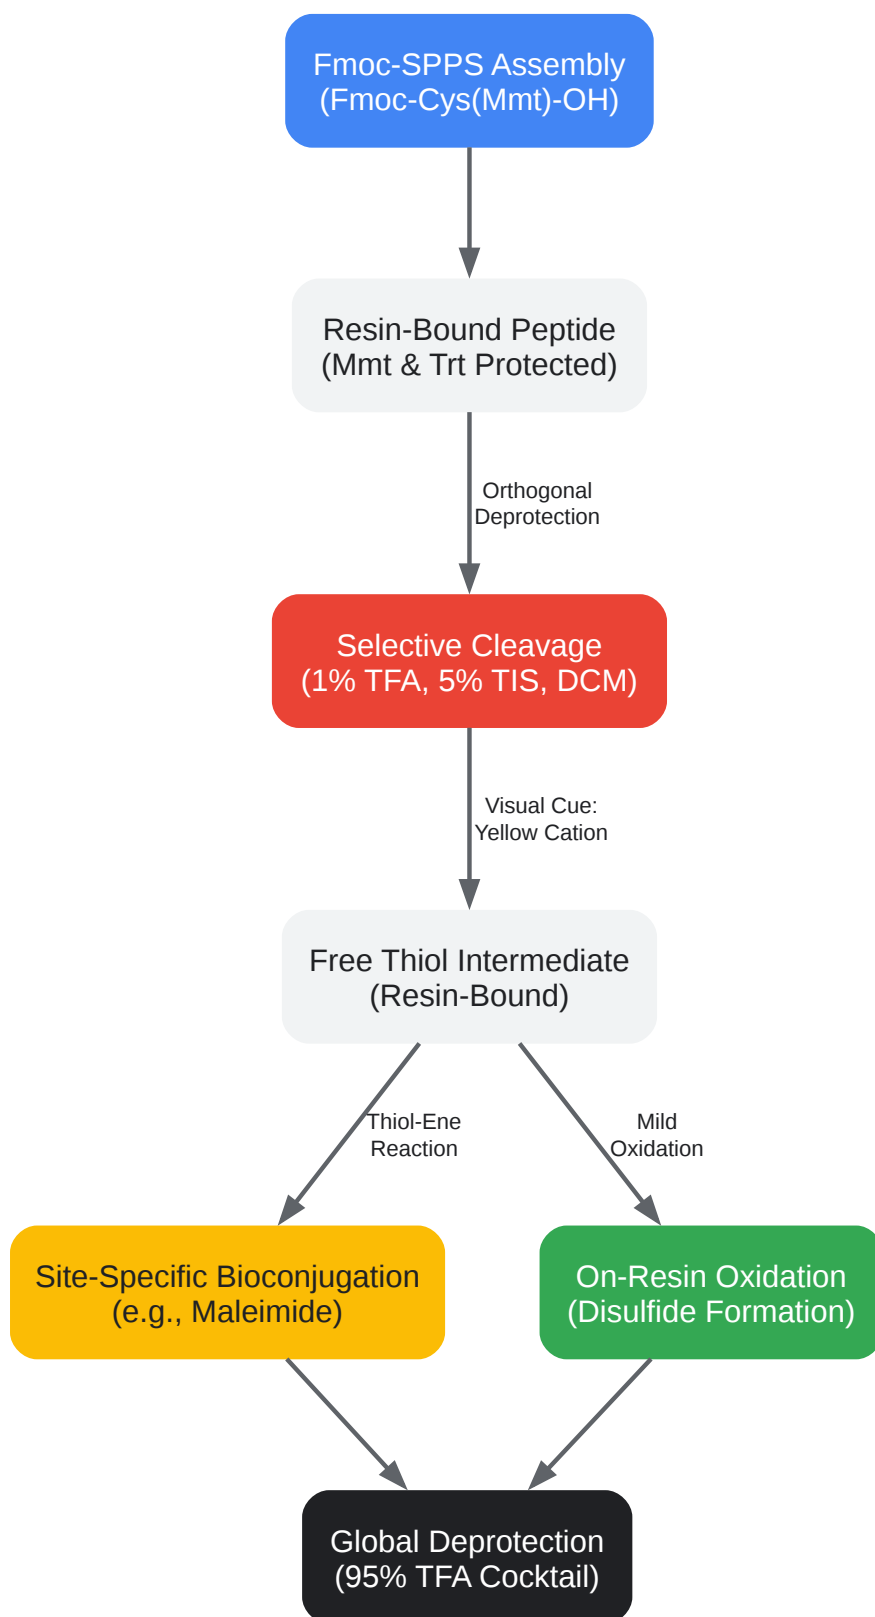 Fmoc-SPPS Assembly
(Fmoc-Cys(Mmt)-OH)
Resin-Bound Peptide
(Mmt & Trt Protected)
Orthogonal
Deprotection
Selective Cleavage
(1% TFA, 5% TIS, DCM)
Visual Cue:
Yellow Cation
Free Thiol Intermediate
(Resin-Bound)
Thiol-Ene
Reaction
Mild
Oxidation
Site-Specific Bioconjugation
(e.g., Maleimide)
On-Resin Oxidation
(Disulfide Formation)
Global Deprotection
(95% TFA Cocktail)